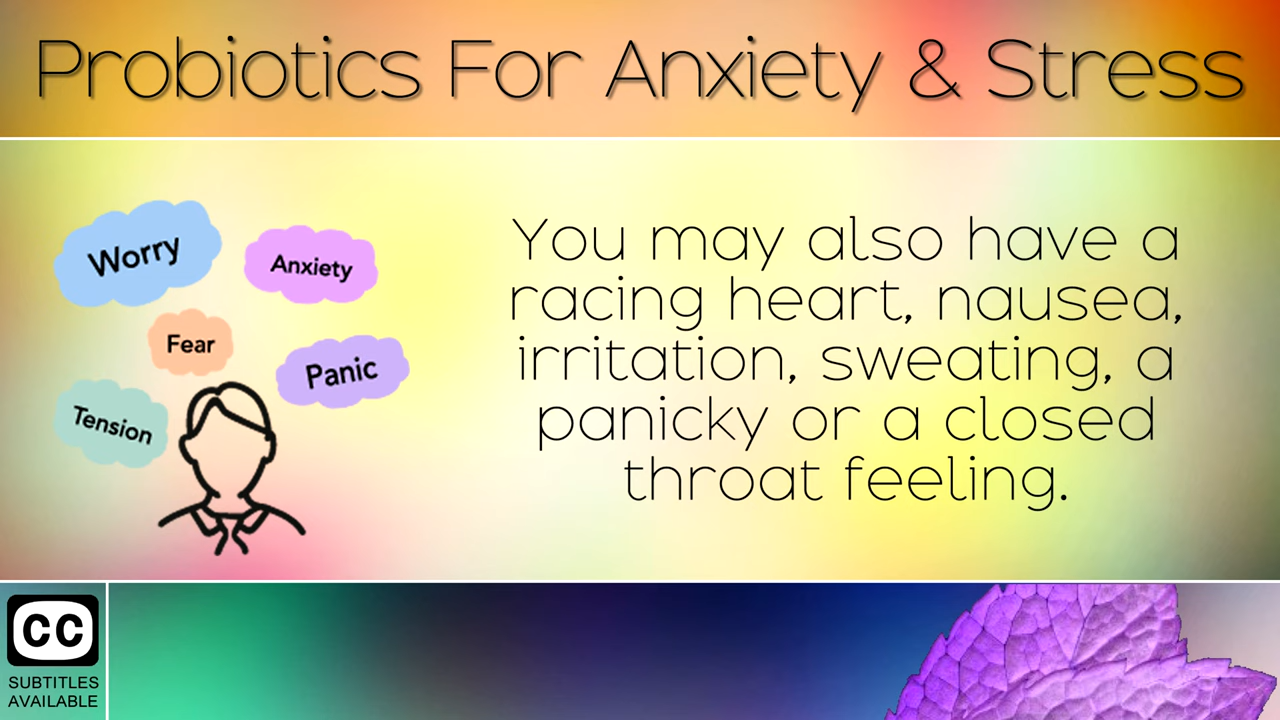 Probiotics For Anxiety & Stress
Worry
Anxiety
Fear
Panic
Tension
You may also have a
racing heart, nausea,
irritation, sweating, a
panicky or a closed
throat feeling.
CC
SUBTITLES
AVAILABLE